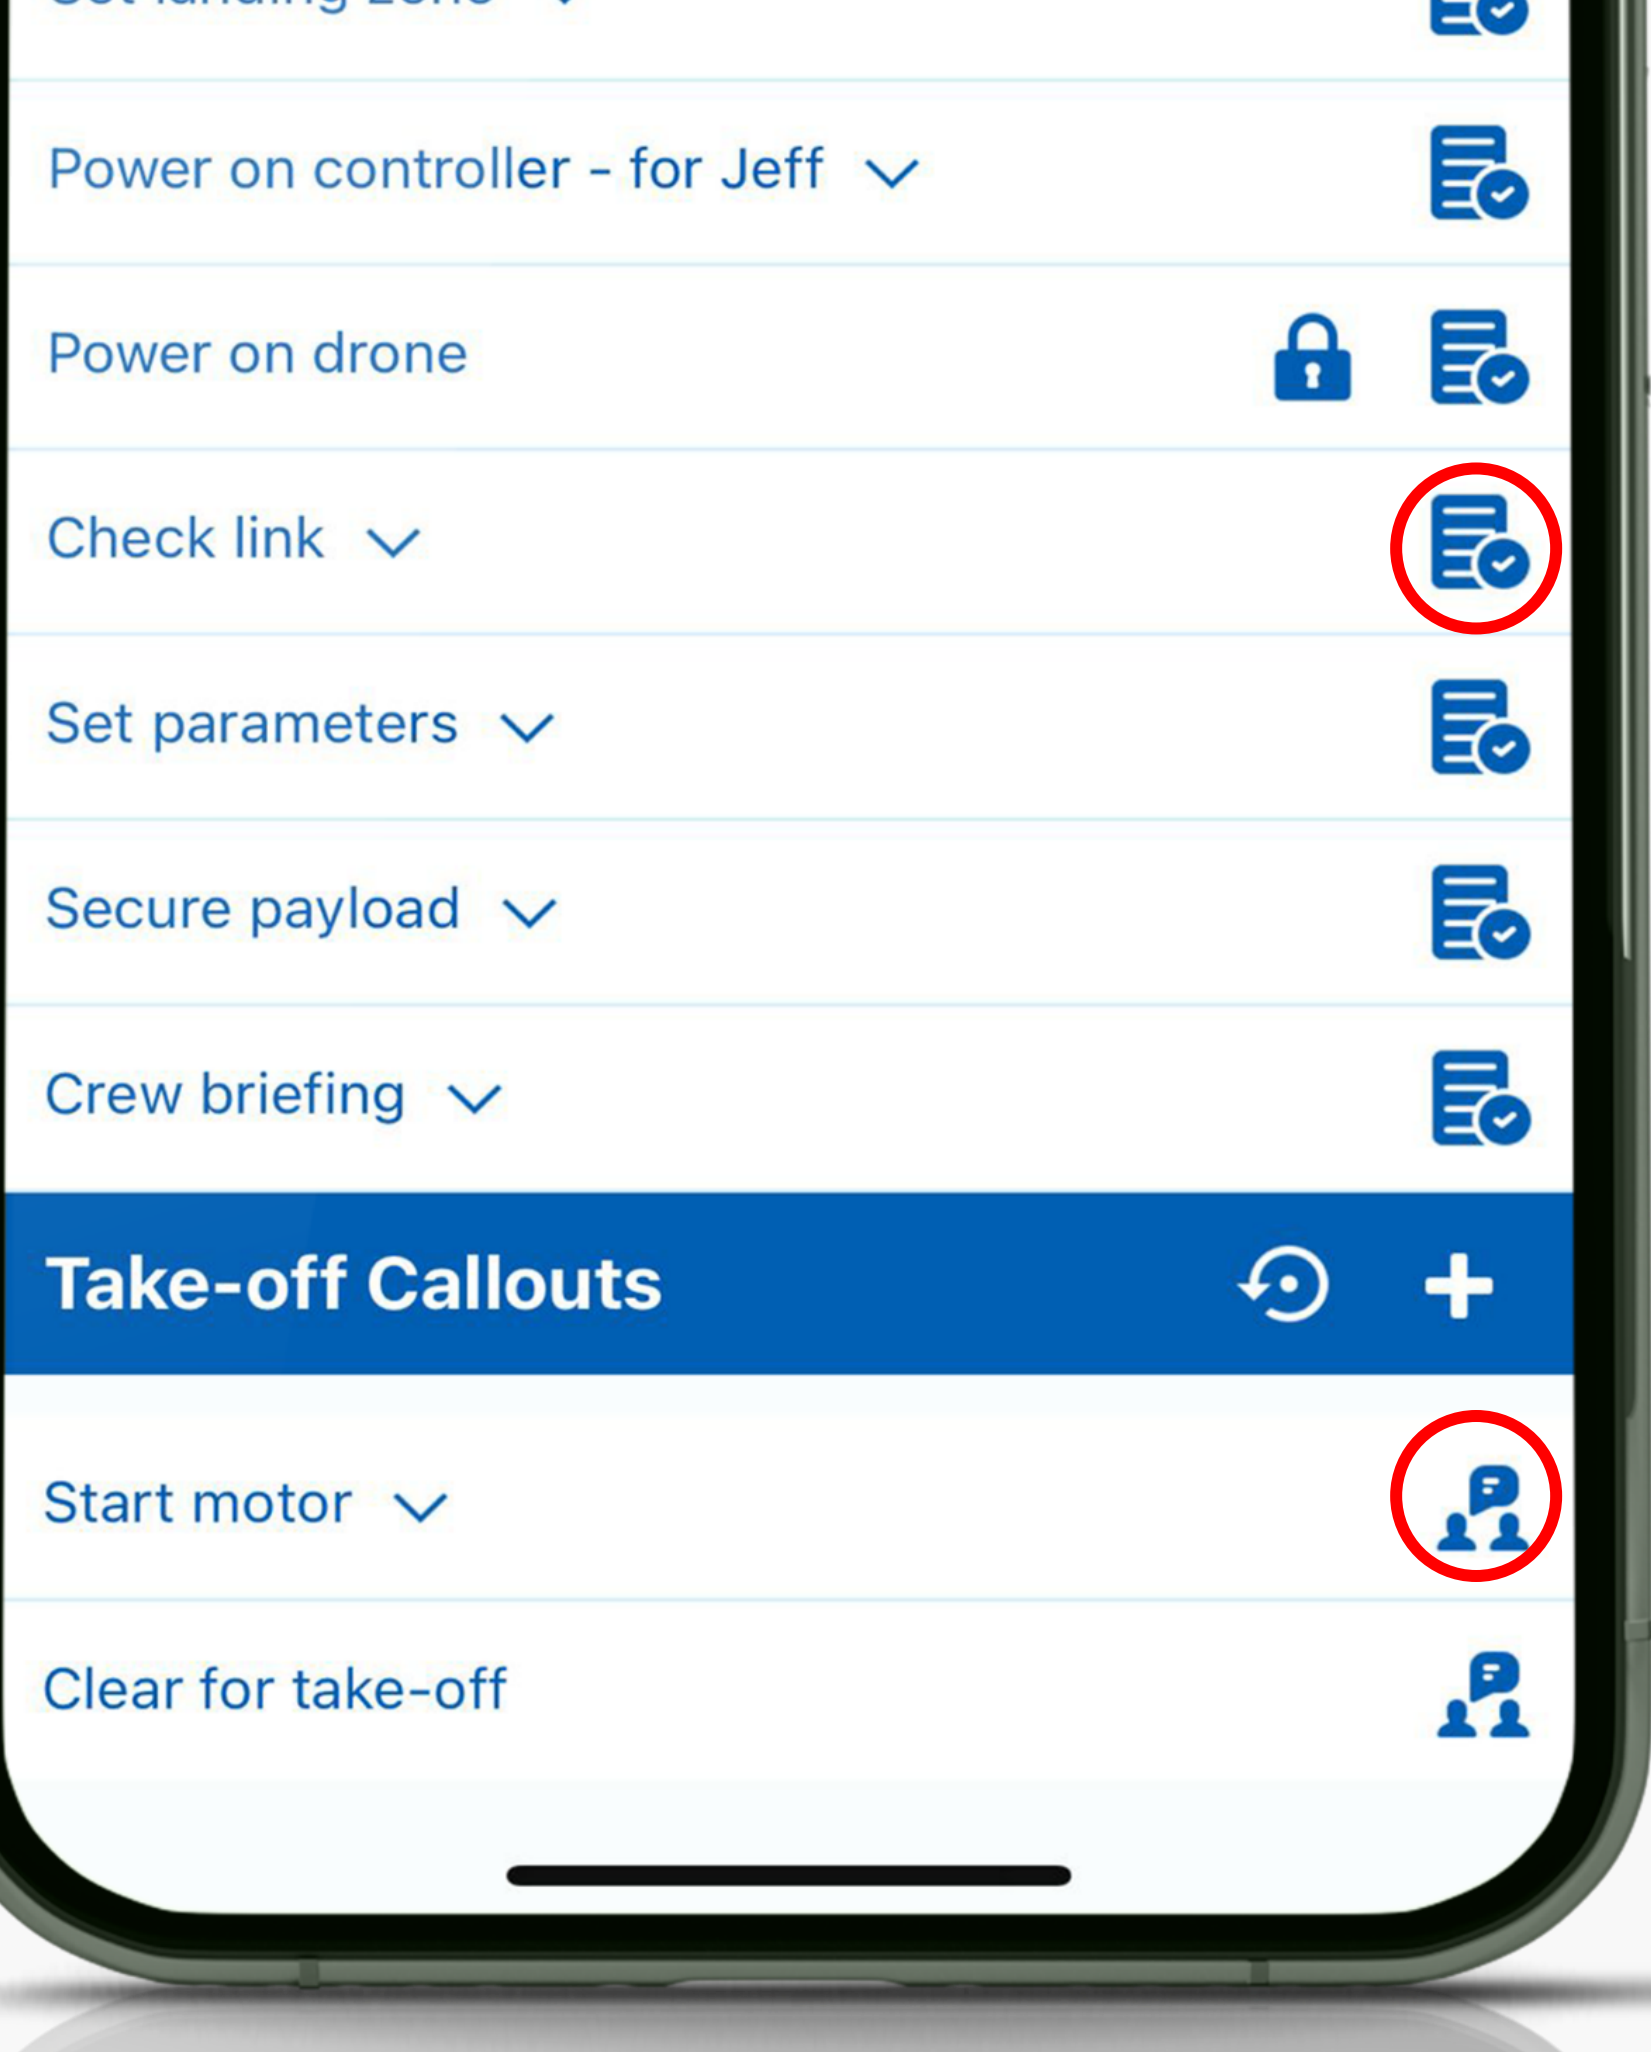 Power on controller - for Jeff
Power on drone
Check link
Set parameters
Secure payload
Crew briefing
Take-off Callouts
Start motor
Clear for take-off